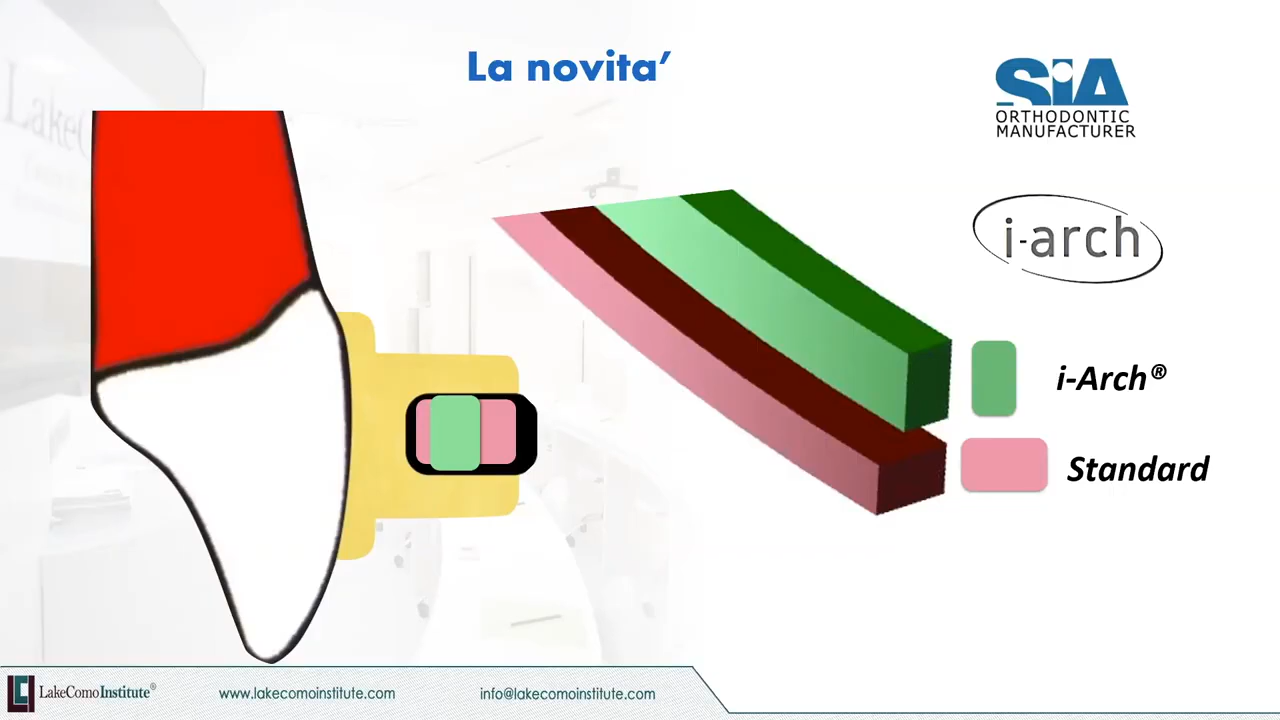 La novita’
SiA
ORTHODONTIC
MANUFACTURER
i-arch
i-Arch®
Standard
LakeComoInstitute®
www.lakecomoinstitute.com
info@lakecomoinstitute.com